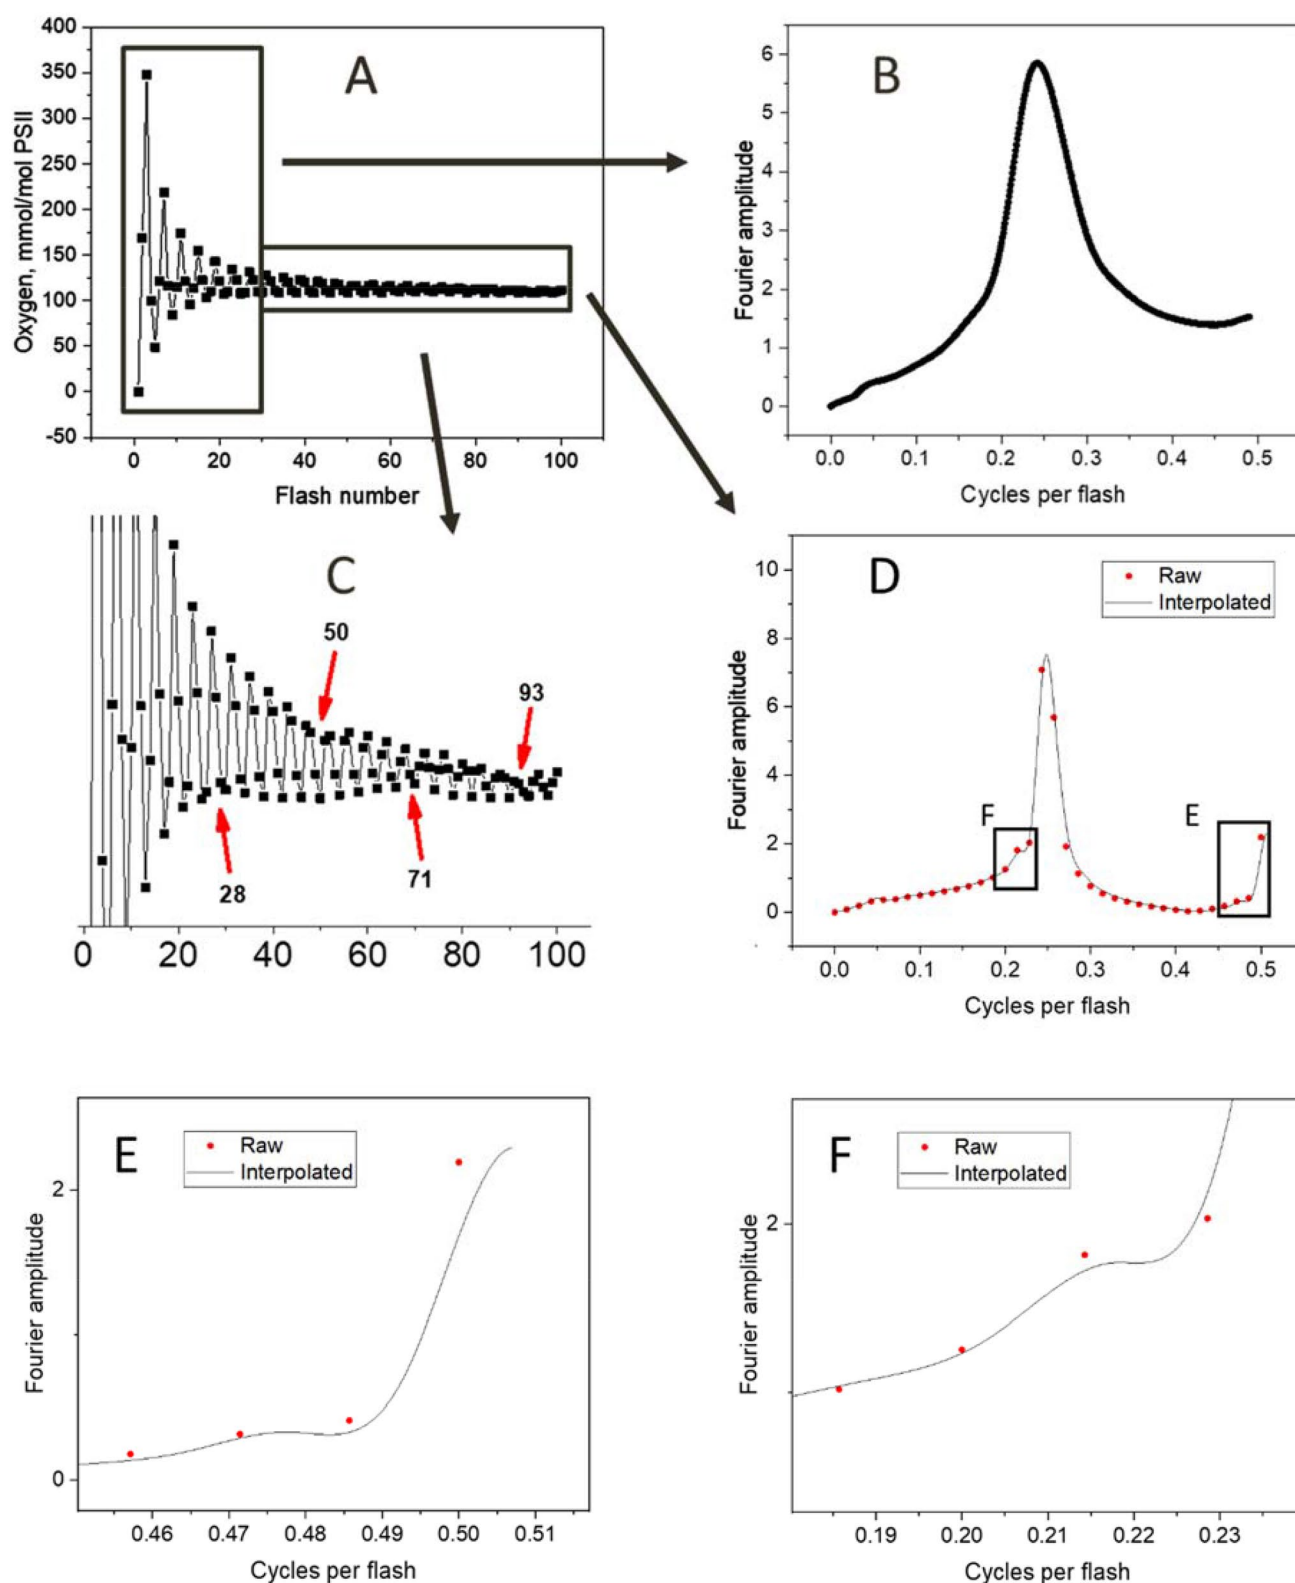 A
400
350
300
250
200
150
100
50
0
-50
Oxygen, mmol/mol PSII
0 20 40 60 80 100
Flash number
B
6
5
4
3
2
1
0
Fourier amplitude
0.0 0.1 0.2 0.3 0.4 0.5
Cycles per flash
C
50
93
28
71
0 20 40 60 80 100
D
Raw
Interpolated
10
8
6
4
2
0
Fourier amplitude
F
E
0.0 0.1 0.2 0.3 0.4 0.5
Cycles per flash
E
Raw
Interpolated
2
0
Fourier amplitude
0.46 0.47 0.48 0.49 0.50 0.51
Cycles per flash
F
Raw
Interpolated
2
Fourier amplitude
0.19 0.20 0.21 0.22 0.23
Cycles per flash